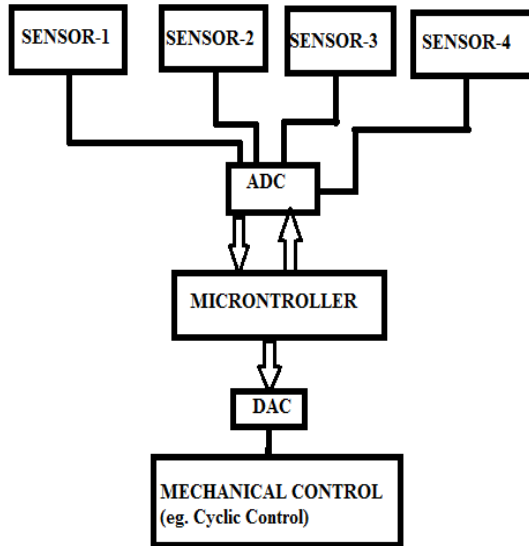 SENSOR-1
SENSOR-2
SENSOR-3
SENSOR-4
ADC
MICRONTROLLER
DAC
MECHANICAL CONTROL
(eg. Cyclic Control)